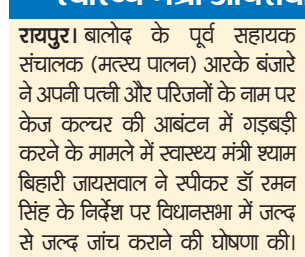 रायपुर। बालोद के पूर्व सहायक
संचालक (मत्स्य पालन) आरके बंजारे
ने अपनी पत्नी और परिजनों के नाम पर
केज कल्चर की आबंटन में गड़बड़ी
करने के मामले में स्वास्थ्य मंत्री श्याम
बिहारी जायसवाल ने स्पीकर डॉ रमन
सिंह के निर्देश पर विधानसभा में जल्द
से जल्द जांच कराने की घोषणा की।